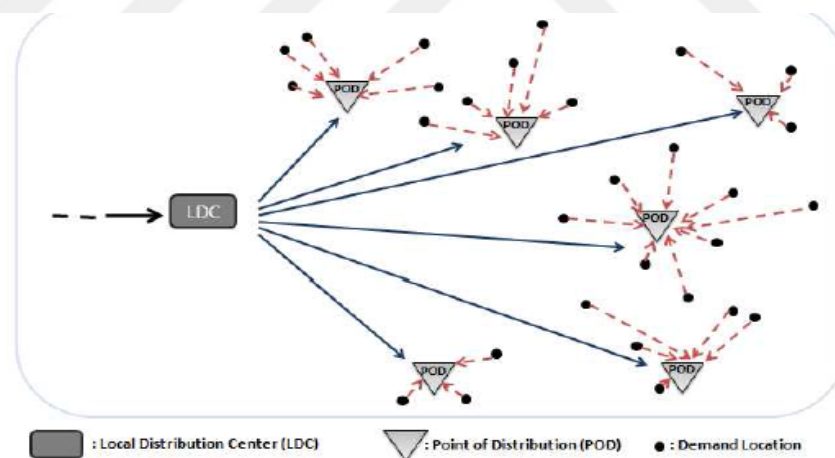 POD
POD
POD
LDC
POD
POD
POD
: Local Distribution Center (LDC)
: Point of Distribution (POD)
: Demand Location